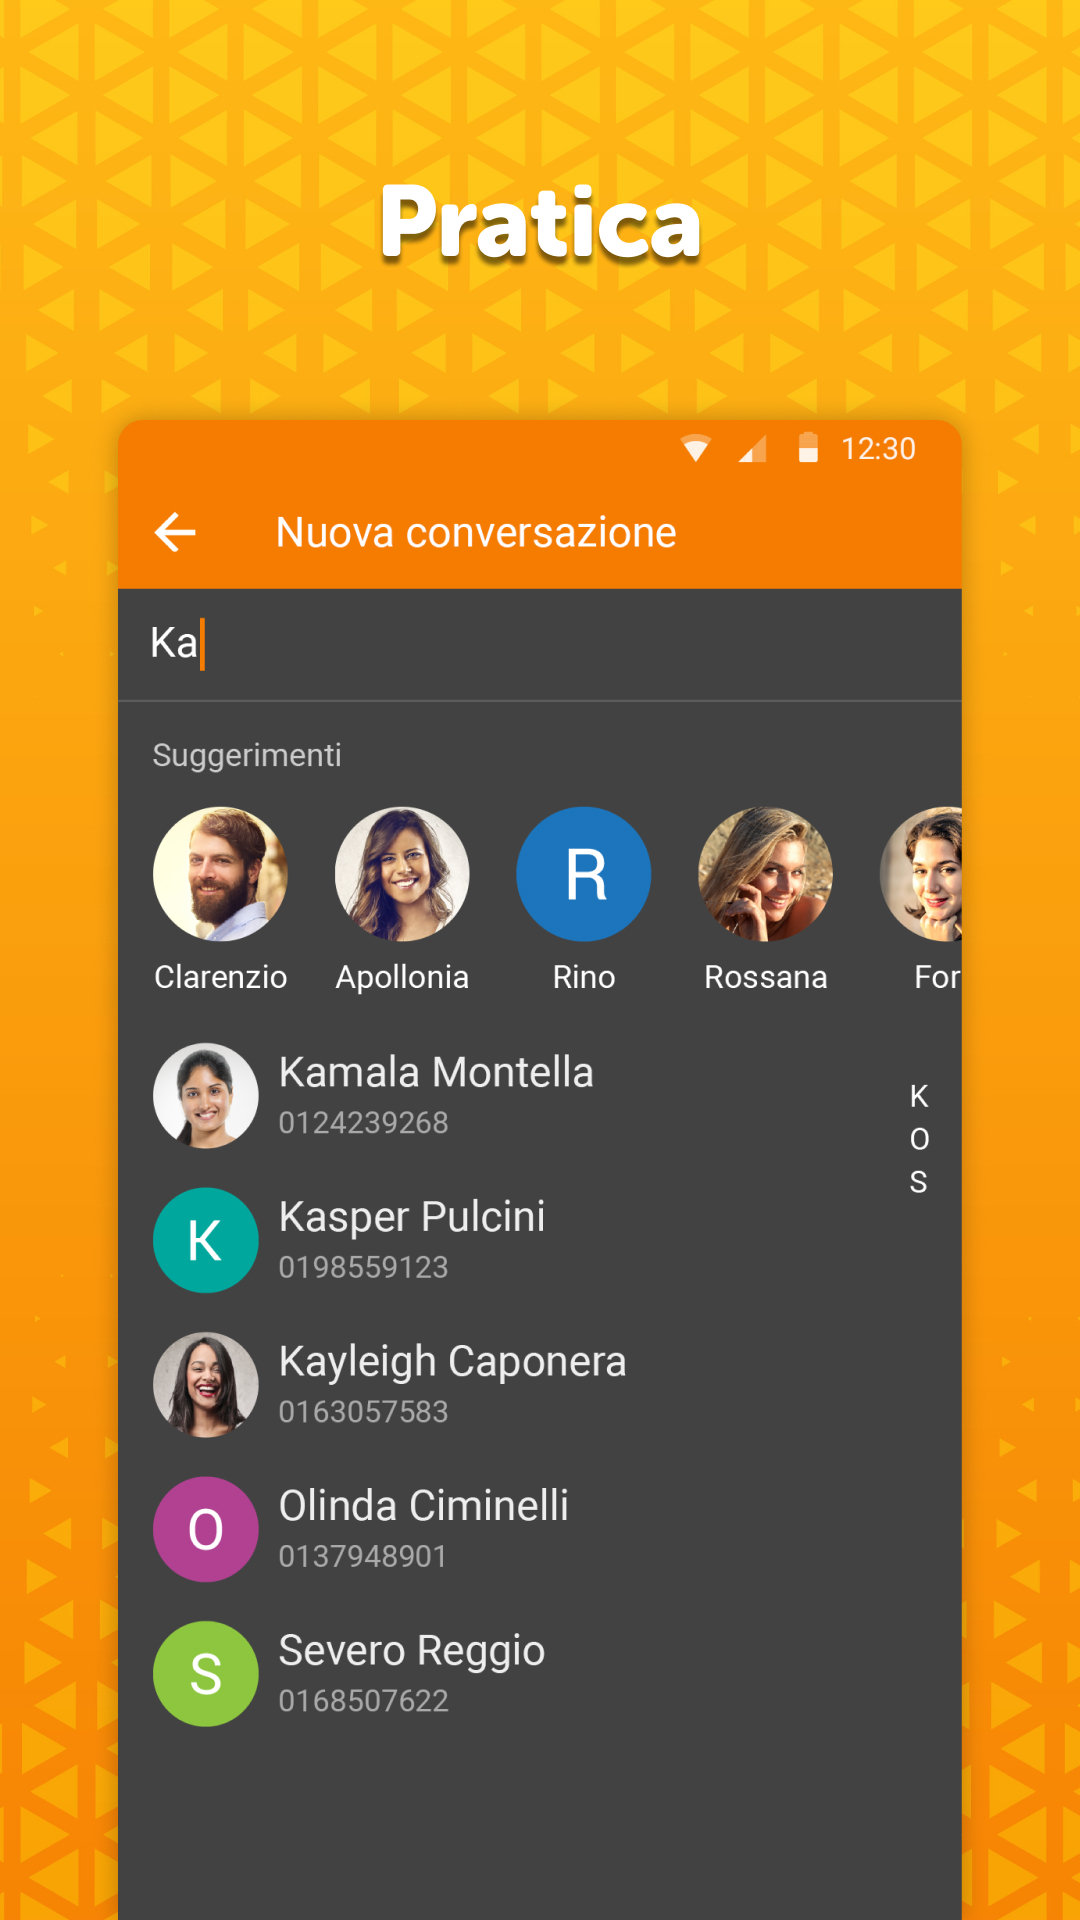 Pratica
12:30
Nuova conversazione
Ka
Suggerimenti
R
Clarenzio
Apollonia
Rino
Rossana
For
Kamala Montella
0124239268
K
O
S
K
Kasper Pulcini
0198559123
Kayleigh Caponera
0163057583
O
Olinda Ciminelli
0137948901
S
Severo Reggio
0168507622